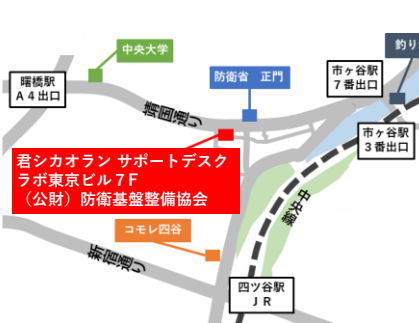 釣り
中央大学
市ヶ谷駅
７番出口
防衛省　正門
曙橋駅
Ａ４出口
靖国通り
市ヶ谷駅
３番出口
君シカオラン サポートデスク
ラポ東京ビル７F
（公財）防衛基盤整備協会
中央線
コモレ四谷
新宿通り
四ツ谷駅
ＪＲ